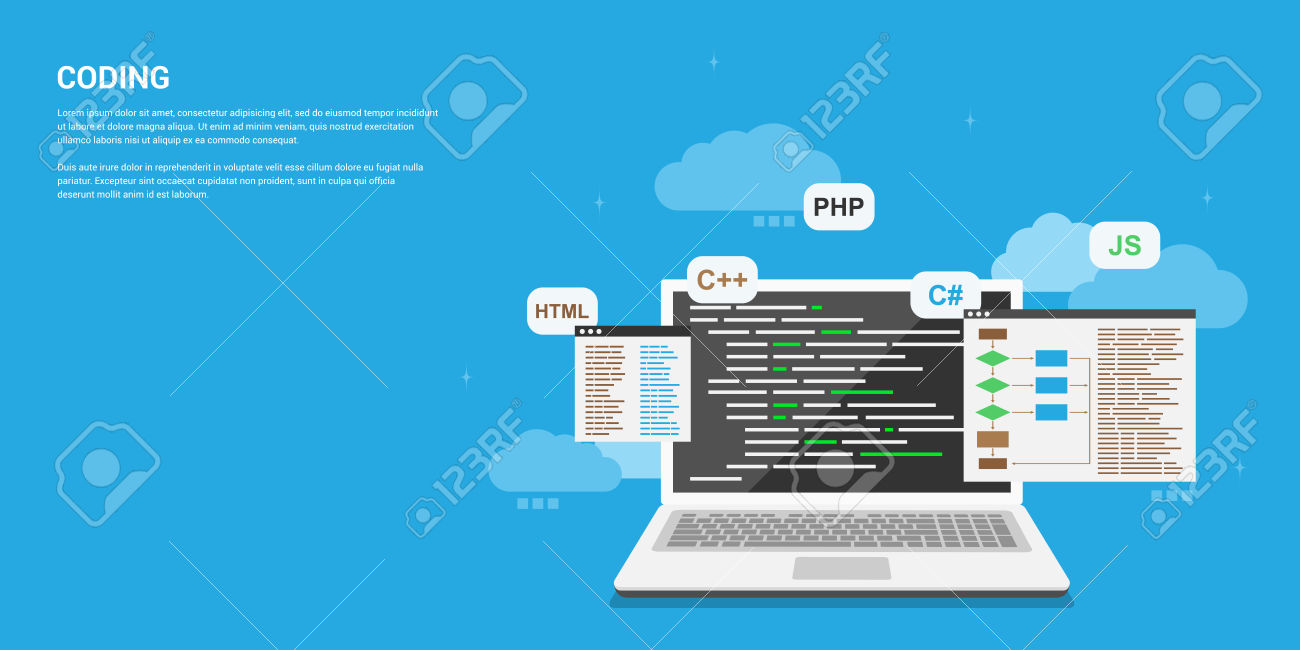 CODING
Lorem ipsum dolor sit amet, consectetur adipisicing elit, sed do eiusmod tempor incididunt
ut labore et dolore magna aliqua. Ut enim ad minim veniam, quis nostrud exercitation
ullamco laboris nisi ut aliquip ex ea commodo consequat.
Duis aute irure dolor in reprehenderit in voluptate velit esse cillum dolore eu fugiat nulla
pariatur. Excepteur sint occaecat cupidatat non proident, sunt in culpa qui officia
deserunt mollit anim id est laborum.
PHP
JS
C++
C#
HTML
123RF
123RF
123RF
123RF